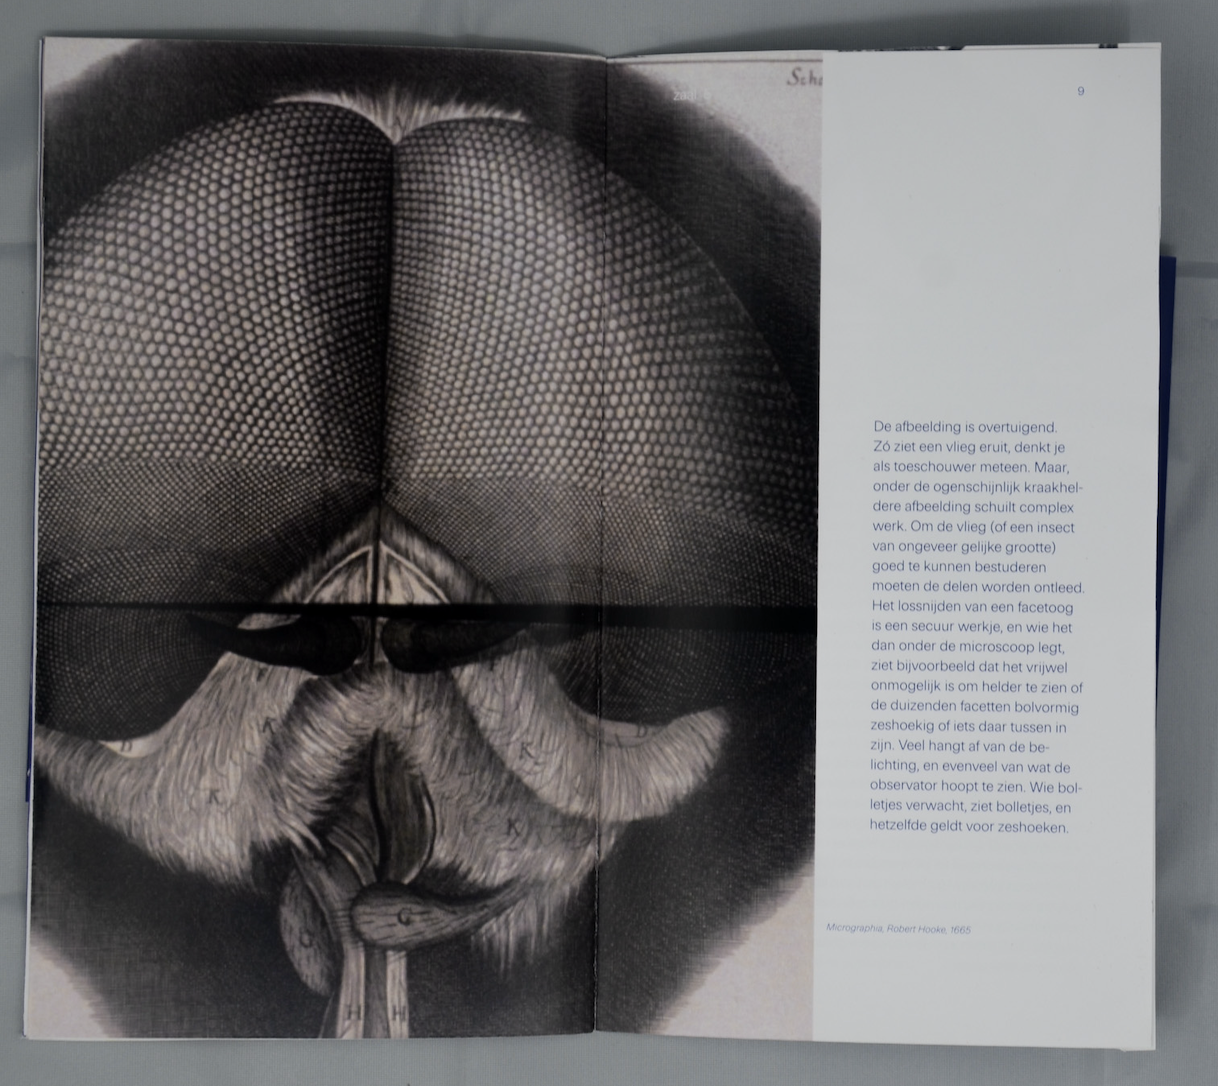 9
De afbeelding is overtuigend.
Zó ziet een vlieg eruit, denkt je
als toeschouwer meteen. Maar,
onder de ogenschijnlijk kraakhel-
dere afbeelding schuilt complex
werk. Om de vlieg (of een insect
van ongeveer gelijke grootte)
goed te kunnen bestuderen
moeten de delen worden ontleed.
Het lossnijden van een facetoog
is een secuur werkje, en wie het
dan onder de microscoop legt,
ziet bijvoorbeeld dat het vrijwel
onmogelijk is om helder te zien of
de duizenden facetten bolvormig
zeshoekig of iets daar tussen in
zijn. Veel hangt af van de be-
lichting, en evenveel van wat de
observator hoopt te zien. Wie bol-
letjes verwacht, ziet bolletjes, en
hetzelfde geldt voor zeshoeken.
Micrographia, Robert Hooke, 1665
D
K
K
K
K
D
G
G
H H